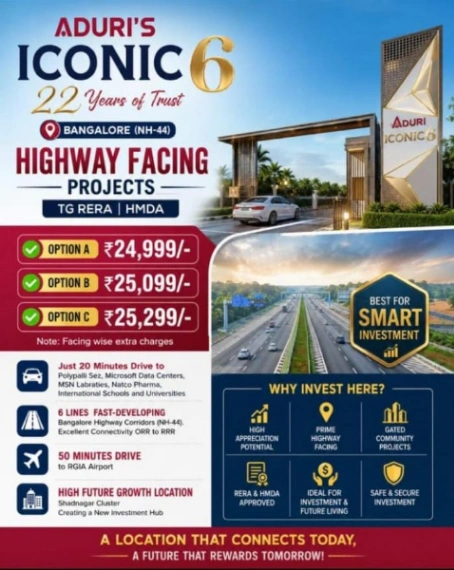 ADURI'S
ICONIC 6
22 Years of Trust
BANGALORE (NH-44)
HIGHWAY FACING
PROJECTS
TG RERA | HMDA
ADURI
ICONIC 6
OPTION A ₹24,999/-
OPTION B ₹25,099/-
OPTION C ₹25,299/-
Note: Facing wise extra charges
BEST FOR
SMART
INVESTMENT
Just 20 Minutes Drive to
Polypalli Sez, Microsoft Data Centers,
MSN Labraties, Natco Pharma,
International Schools and Universities
6 LINES FAST-DEVELOPING
Bangalore Highway Corridors (NH-44).
Excellent Connectivity ORR to RRR
50 MINUTES DRIVE
to RGIA Airport
HIGH FUTURE GROWTH LOCATION
Shadnagar Cluster
Creating a New Investment Hub
WHY INVEST HERE?
HIGH
APPRECIATION
POTENTIAL
PRIME
HIGHWAY
FACING
GATED
COMMUNITY
PROJECTS
RERA & HMDA
APPROVED
IDEAL FOR
INVESTMENT &
FUTURE LIVING
SAFE & SECURE
INVESTMENT
A LOCATION THAT CONNECTS TODAY,
A FUTURE THAT REWARDS TOMORROW!